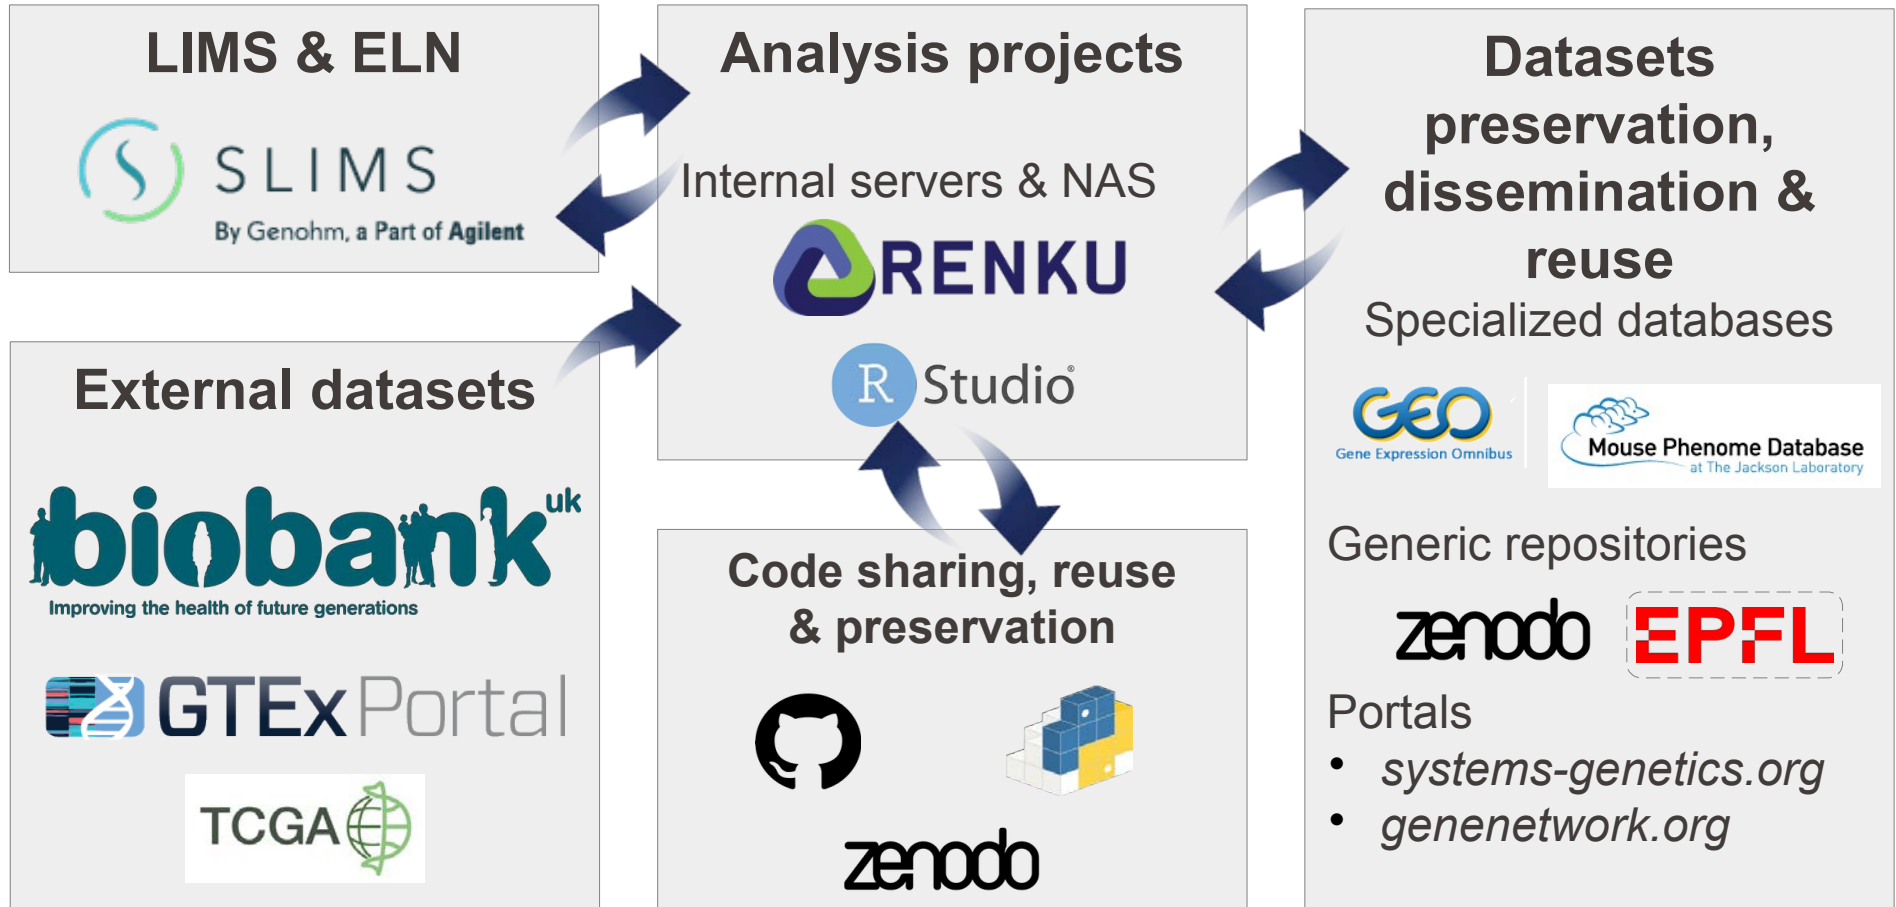 LIMS & ELN
SLIMS
By Genohm, a Part of Agilent
External datasets
biobank uk
Improving the health of future generations
GTEx Portal
TCGA
Analysis projects
Internal servers & NAS
RENKU
R Studio®
Code sharing, reuse
& preservation
zenodo
Datasets
preservation,
dissemination &
reuse
Specialized databases
GEO
Gene Expression Omnibus
Mouse Phenome Database
at The Jackson Laboratory
Generic repositories
zenodo EPFL
Portals
• systems-genetics.org
• genenetwork.org